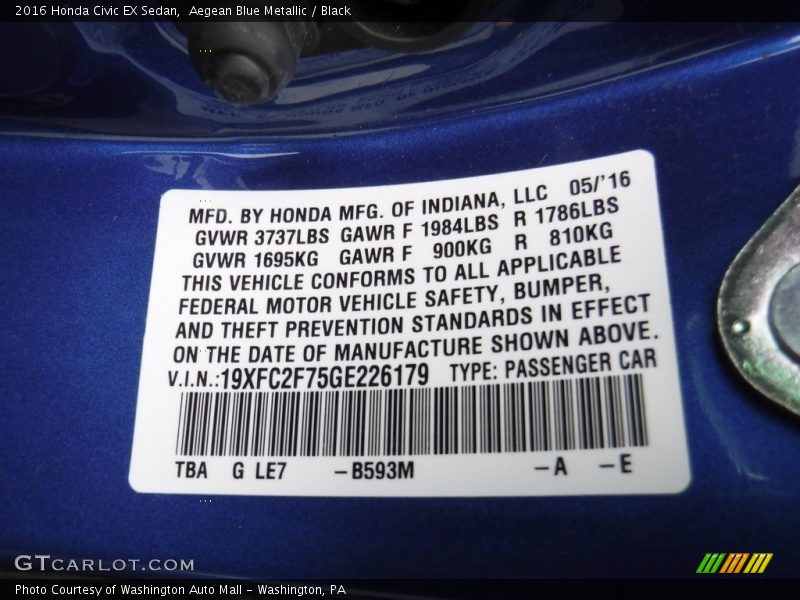 2016 Honda Civic EX Sedan,  Aegean Blue Metallic / Black
MFD. BY HONDA MFG. OF INDIANA, LLC 05/'16
GVWR 3737LBS GAWR F 1984LBS R 1786LBS
GVWR 1695KG GAWR F 900KG R 810KG
THIS VEHICLE CONFORMS TO ALL APPLICABLE
FEDERAL MOTOR VEHICLE SAFETY, BUMPER,
AND THEFT PREVENTION STANDARDS IN EFFECT
ON THE DATE OF MANUFACTURE SHOWN ABOVE.
V.I.N.:19XFC2F75GE226179 TYPE: PASSENGER CAR
TBA G LE7 –B593M –A –E
GTCARLOT.COM
Photo Courtesy of Washington Auto Mall - Washington, PA